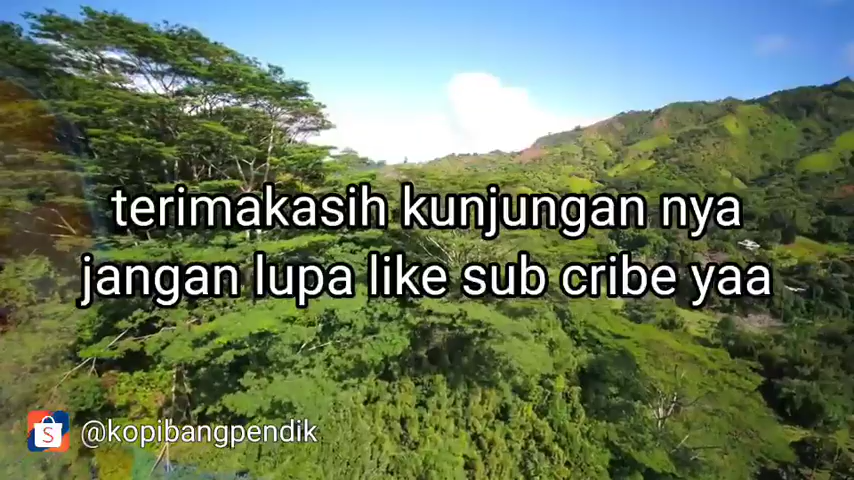 terimakasih kunjungan nya
jangan lupa like sub cribe yaa
@kopibangpendik